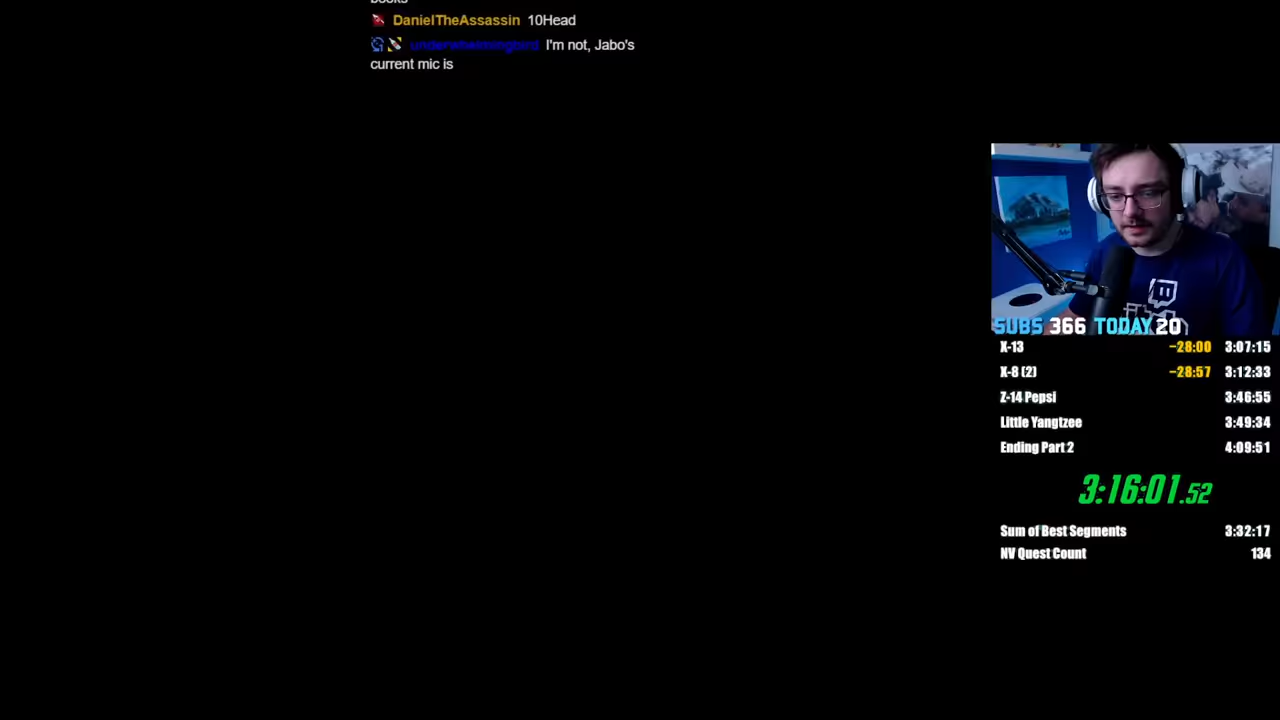 DanielTheAssassin 10Head
underwhelmingbird I'm not, Jabo's
current mic is
SUBS 366 TODAY 20
X-13 -28:00 3:07:15
X-8 (2) -28:57 3:12:33
Z-14 Pepsi 3:46:55
Little Yangtzee 3:49:34
Ending Part 2 4:09:51
3:16:01.52
Sum of Best Segments 3:32:17
NV Quest Count 134